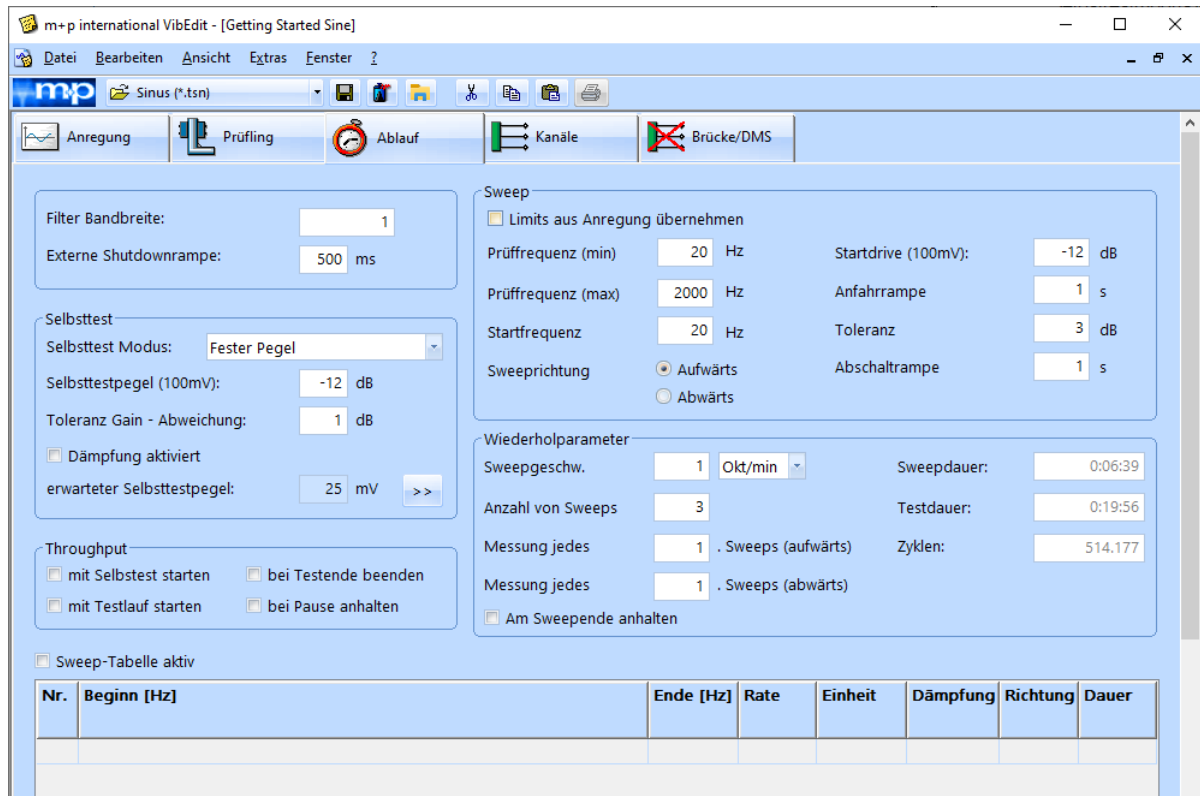 m+p international VibEdit - [Getting Started Sine]
Datei Bearbeiten Ansicht Extras Fenster ?
m+p Sinus (*.tsn)
Anregung Prüfling Ablauf Kanäle Brücke/DMS
Filter Bandbreite: 1
Externe Shutdownrampe: 500 ms
Selbsttest
Selbsttest Modus: Fester Pegel
Selbsttestpegel (100mV): -12 dB
Toleranz Gain - Abweichung: 1 dB
Dämpfung aktiviert
erwarteter Selbsttestpegel: 25 mV >>
Throughput
mit Selbstest starten bei Testende beenden
mit Testlauf starten bei Pause anhalten
Sweep
Limits aus Anregung übernehmen
Prüffrequenz (min) 20 Hz Startdrive (100mV): -12 dB
Prüffrequenz (max) 2000 Hz Anfahrrampe 1 s
Startfrequenz 20 Hz Toleranz 3 dB
Sweeprichtung Aufwärts Abschaltrampe 1 s
Abwärts
Wiederholparameter
Sweepgeschw. 1 Okt/min Sweepdauer: 0:06:39
Anzahl von Sweeps 3 Testdauer: 0:19:56
Messung jedes 1 . Sweeps (aufwärts) Zyklen: 514.177
Messung jedes 1 . Sweeps (abwärts)
Am Sweepende anhalten
Sweep-Tabelle aktiv
Nr. Beginn [Hz] Ende [Hz] Rate Einheit Dämpfung Richtung Dauer